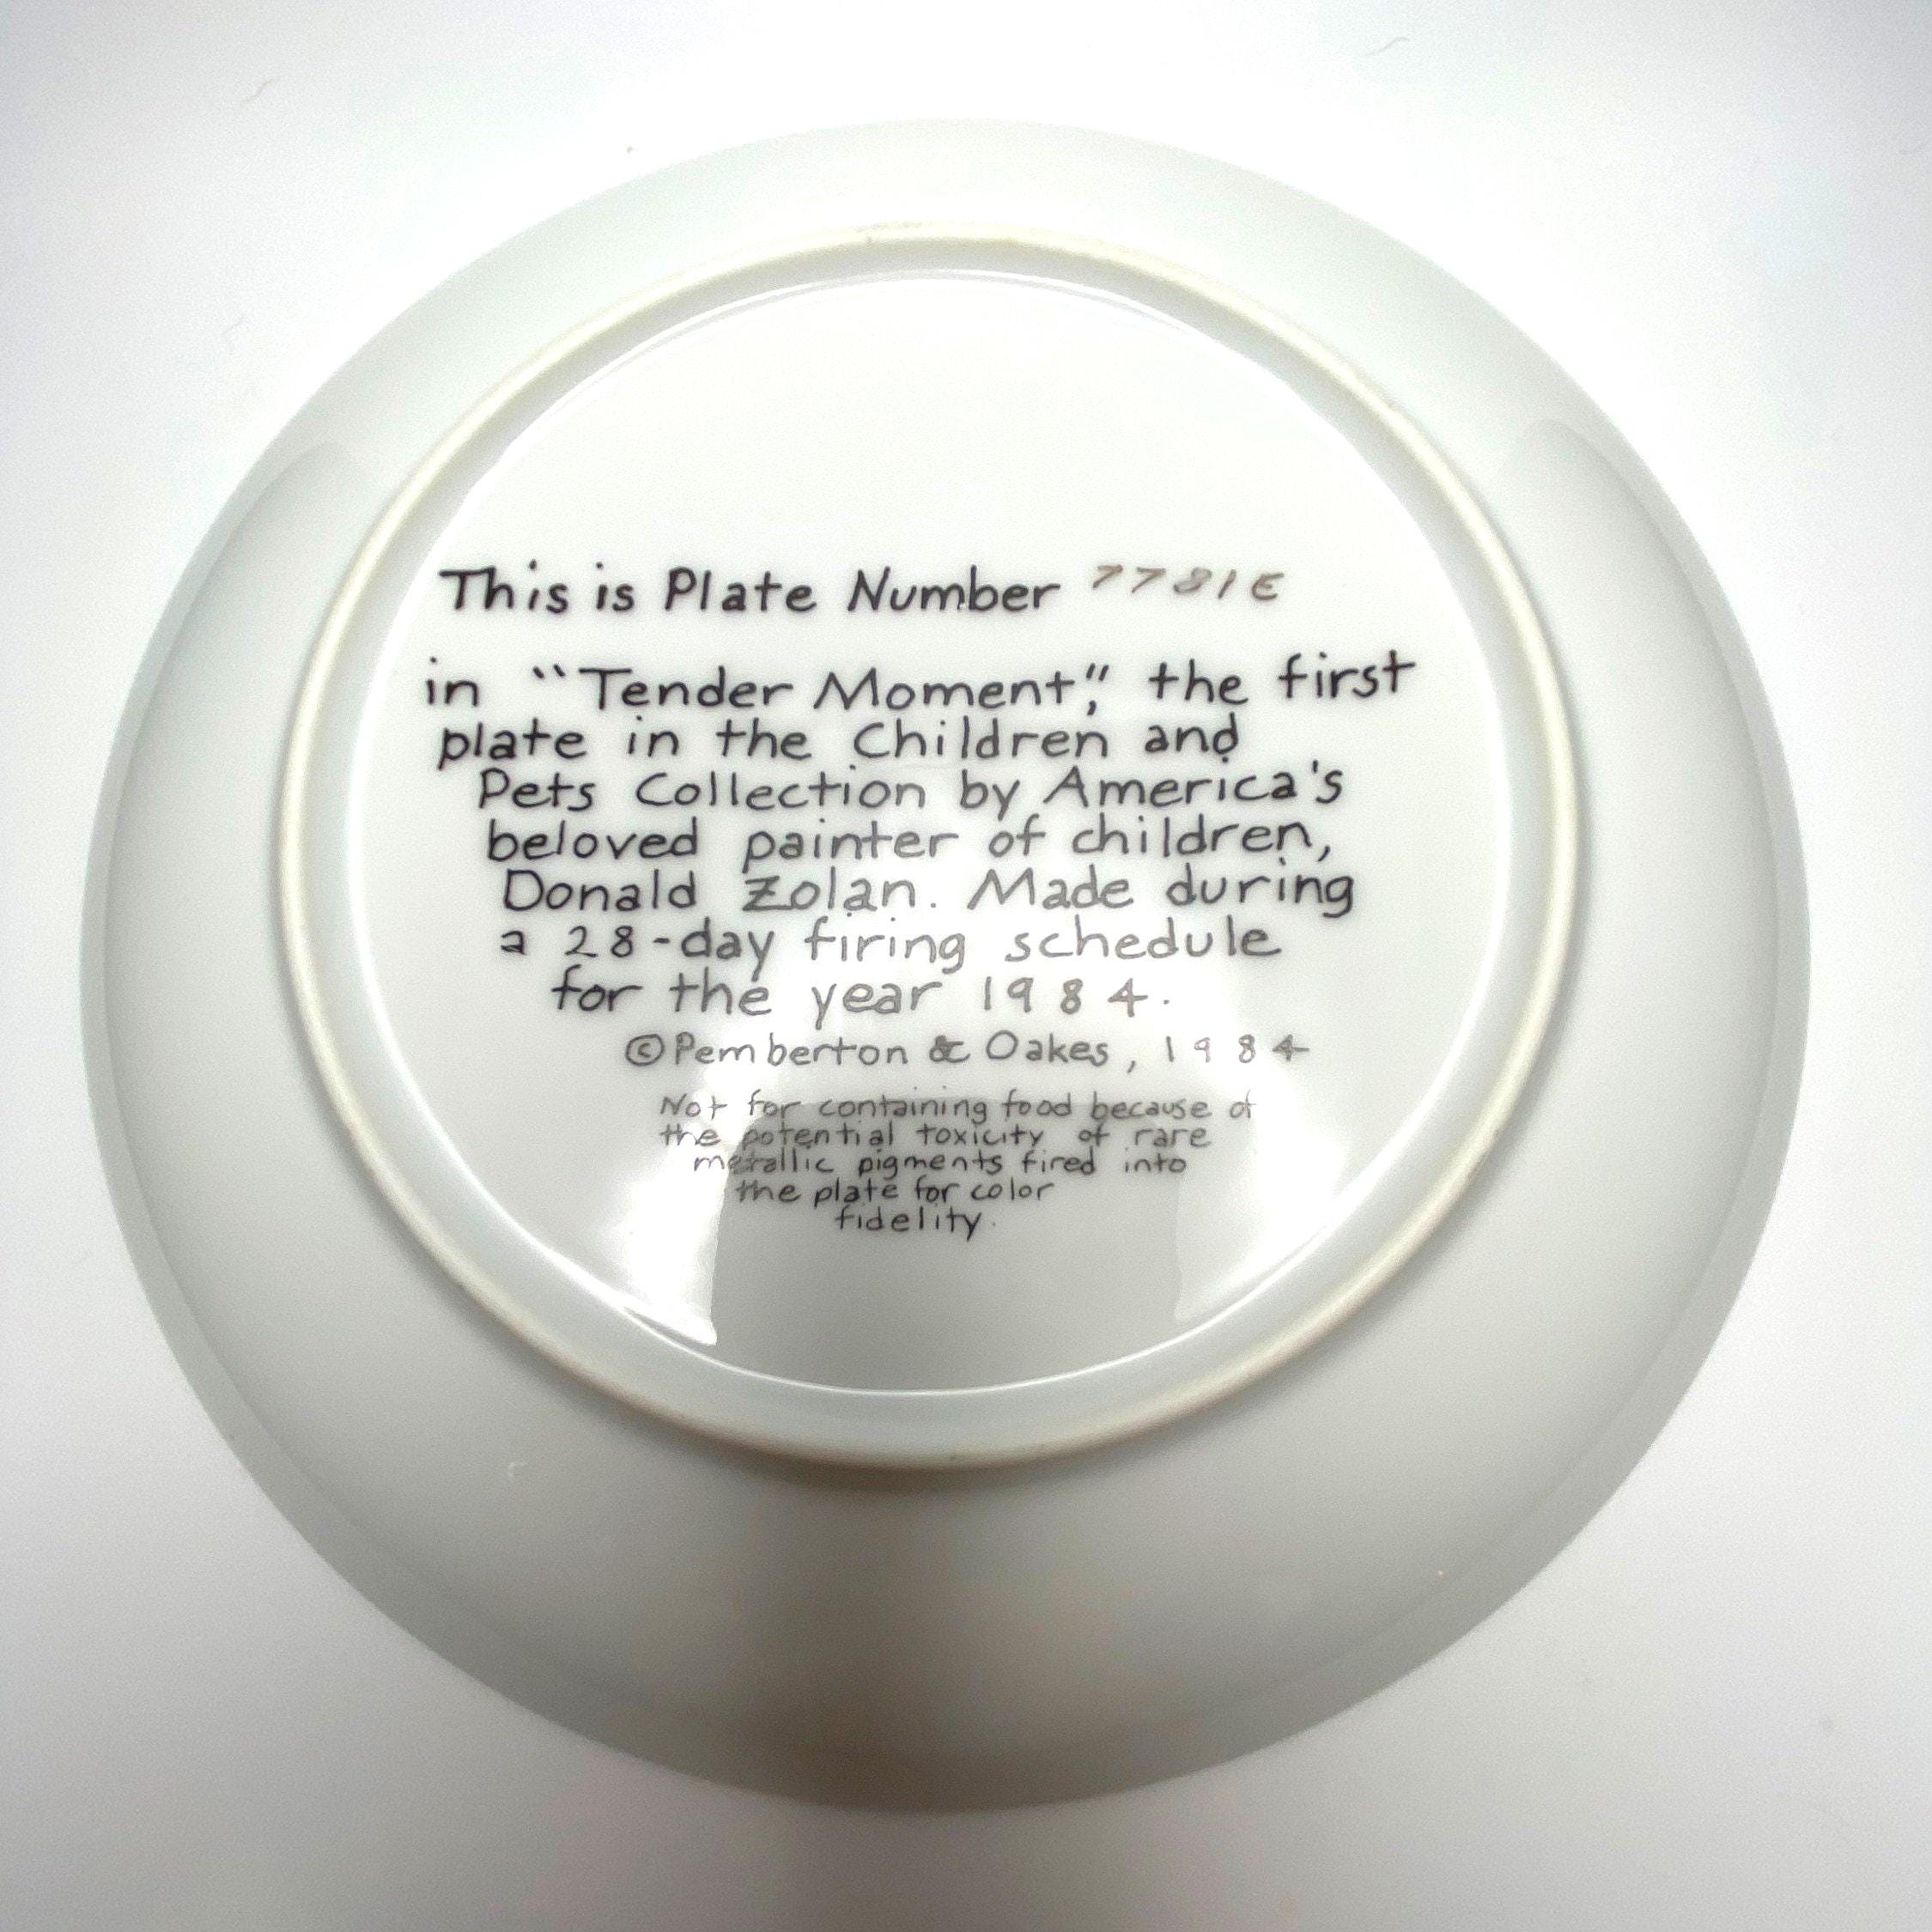 This is Plate Number 7781E
in “Tender Moment”, the first
plate in the Children and
Pets Collection by America's
beloved painter of children,
Donald Zolan. Made during
a 28-day firing schedule
for the year 1984.
© Pemberton & Oakes, 1984
Not for containing food because of
the potential toxicity of rare
metallic pigments fired into
the plate for color
fidelity.